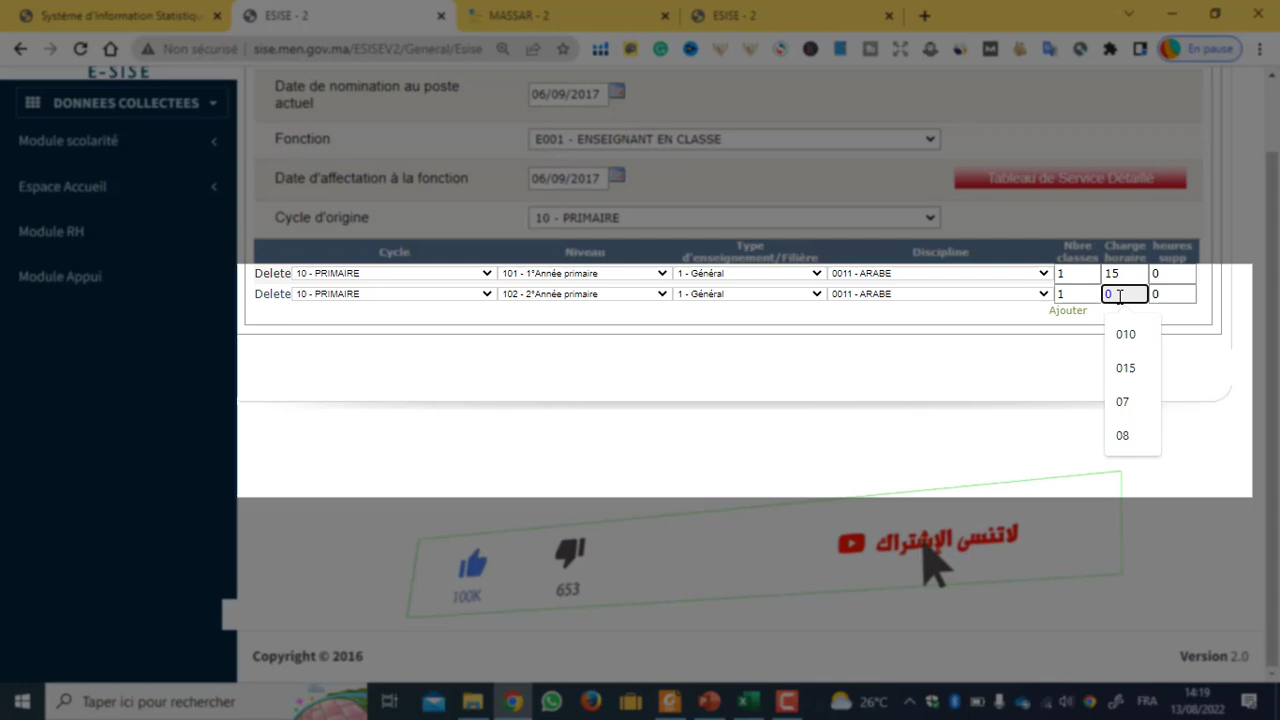 Système d'Information Statistiqu
ESISE - 2
MASSAR - 2
ESISE - 2
Non sécurisé
sise.men.gov.ma/ESISEV2/General/Esise
En pause
E-SISE
DONNEES COLLECTEES
Module scolarité
Espace Accueil
Module RH
Module Appui
Date de nomination au poste
actuel
06/09/2017
Fonction
E001 - ENSEIGNANT EN CLASSE
Date d'affectation à la fonction
06/09/2017
Tableau de Service Détaillé
Cycle d'origine
10 - PRIMAIRE
Cycle Niveau Type d'enseignement/Filière Discipline Nbre classes Charge horaire heures supp
Delete 10 - PRIMAIRE 101 - 1°Année primaire 1 - Général 0011 - ARABE 1 15 0
Delete 10 - PRIMAIRE 102 - 2°Année primaire 1 - Général 0011 - ARABE 1 0 0
Ajouter
010
015
07
08
100K
653
لاتنسى الإشتراك
Copyright © 2016
Version 2.0
Taper ici pour rechercher
26°C
FRA
14:19
13/08/2022